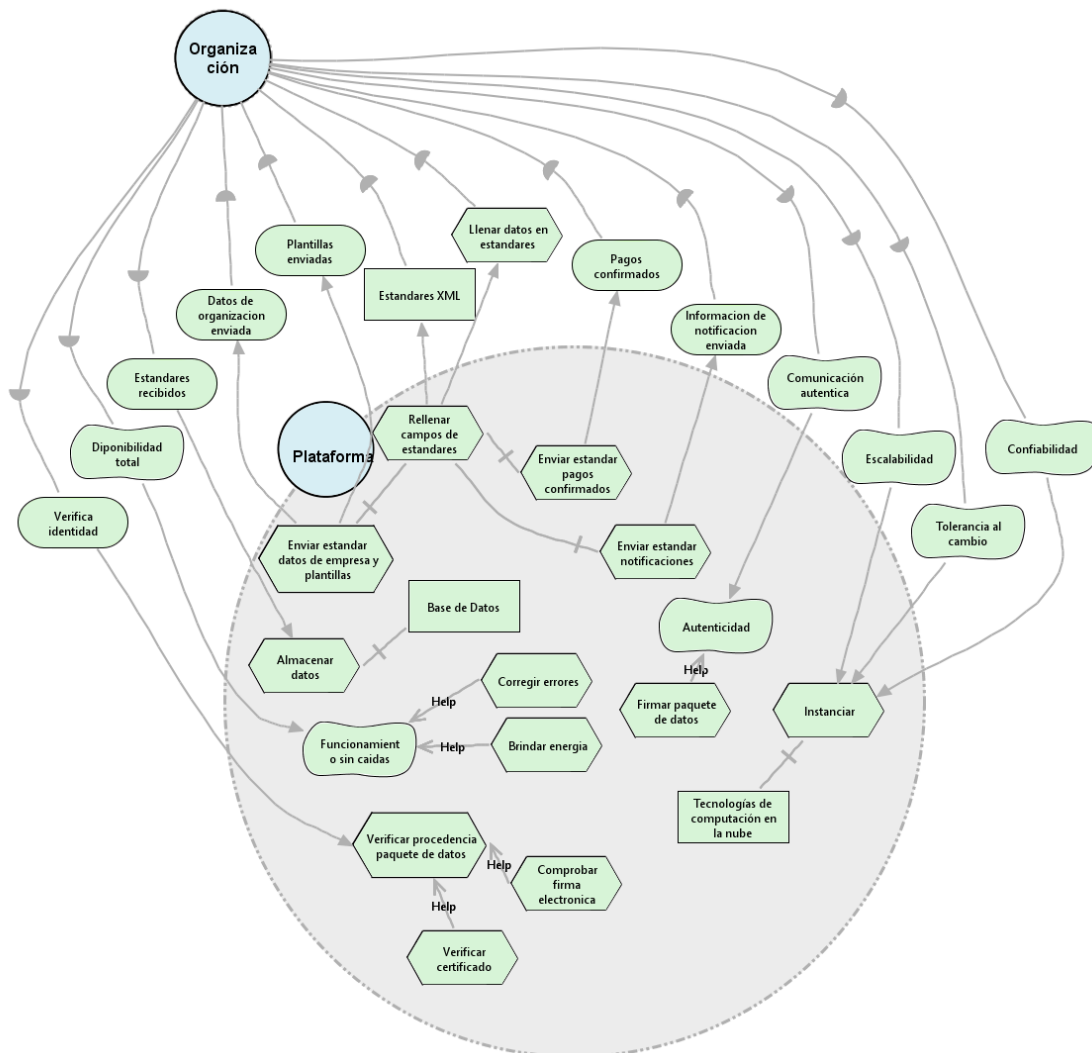 Organiza
ción
Llenar datos en
estandares
Plantillas
enviadas
Pagos
confirmados
Estandares XML
Datos de
organizacion
enviada
Informacion de
notificacion
enviada
Estandares
recibidos
Comunicación
autentica
Rellenar
campos de
estandares
Diponibilidad
total
Plataforma
Enviar estandar
pagos
confirmados
Escalabilidad
Confiabilidad
Verifica
identidad
Tolerancia al
cambio
Enviar estandar
datos de empresa y
plantillas
Enviar estandar
notificaciones
Base de Datos
Autenticidad
Almacenar
datos
Help
Corregir errores
Help
Firmar paquete
de datos
Instanciar
Funcionamient
o sin caidas
Help
Brindar energia
Tecnologías de
computación en
la nube
Verificar procedencia
paquete de datos
Help
Comprobar
firma
electronica
Help
Verificar
certificado